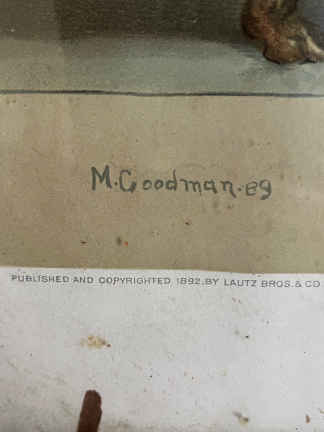 M. Goodman. 89
PUBLISHED AND COPYRIGHTED 1892, BY LAUTZ BROS. & CO